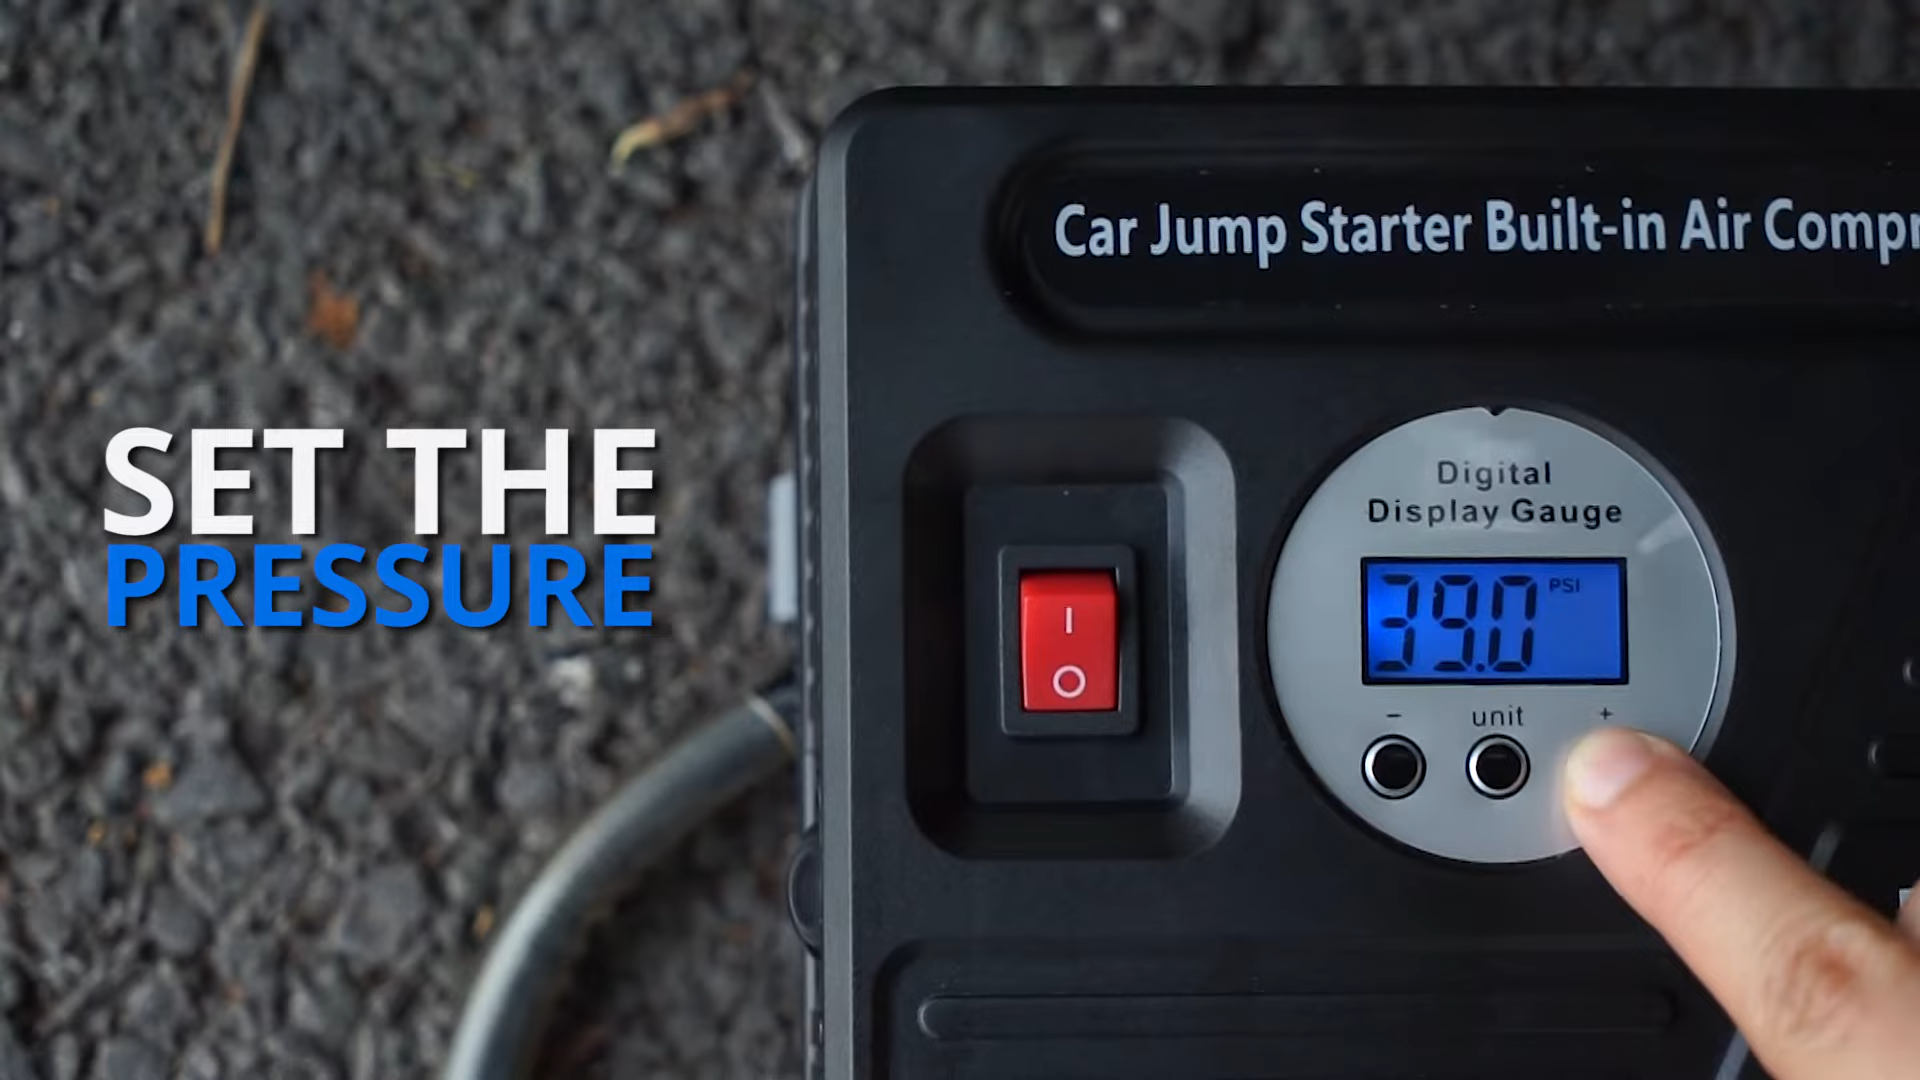 Car Jump Starter Built-in Air Compr
SET THE
PRESSURE
Digital
Display Gauge
39.0 PSI
- unit +